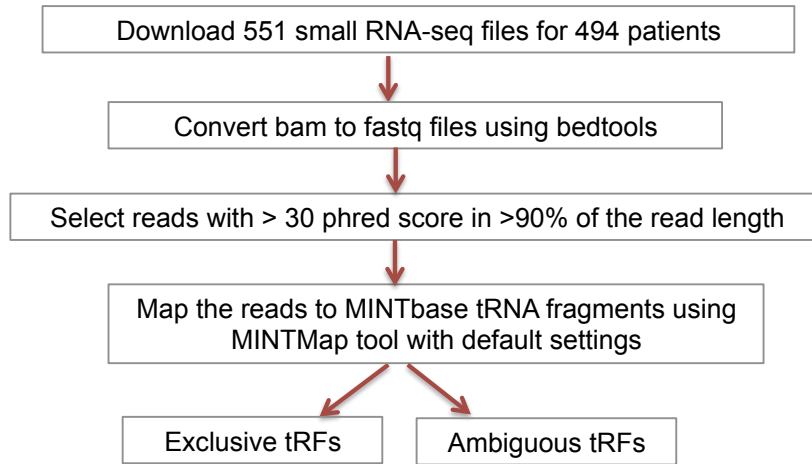 Download 551 small RNA-seq files for 494 patients
Convert bam to fastq files using bedtools
Select reads with > 30 phred score in >90% of the read length
Map the reads to MINTbase tRNA fragments using
MINTMap tool with default settings
Exclusive tRFs
Ambiguous tRFs